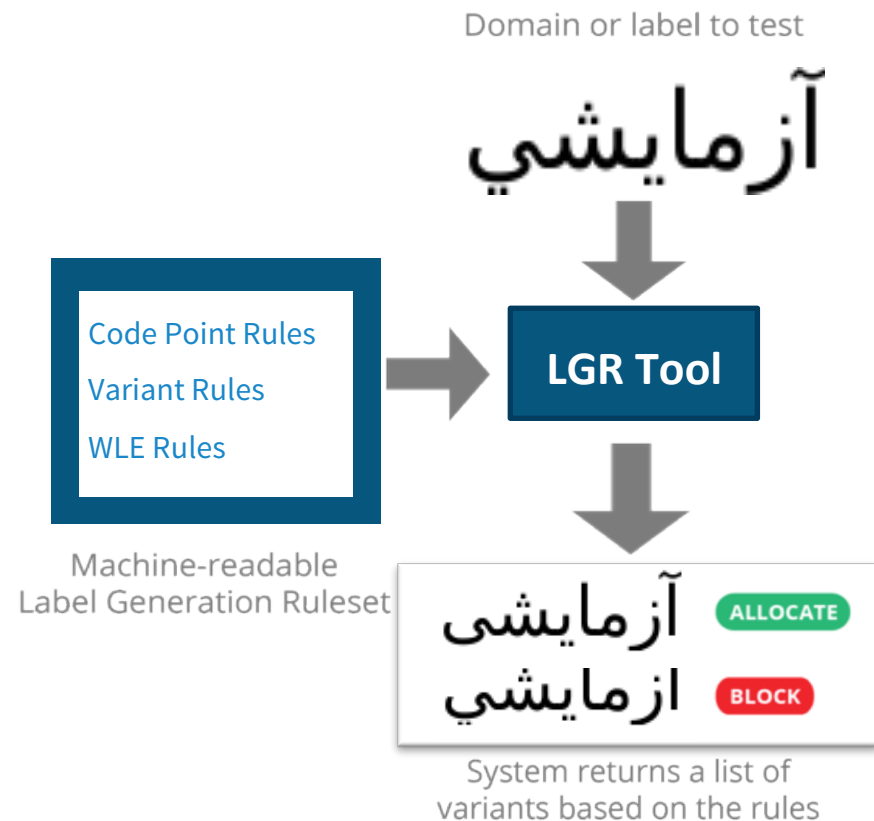 Domain or label to test
آزمايشي
Code Point Rules
Variant Rules
WLE Rules
LGR Tool
Machine-readable
Label Generation Ruleset
آزمایشی ALLOCATE
ازمايشي BLOCK
System returns a list of
variants based on the rules